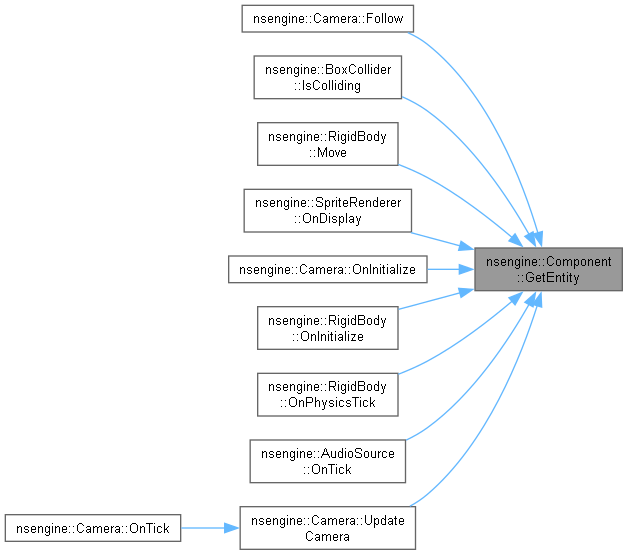 nsengine::Camera::Follow
nsengine::BoxCollider
::IsColliding
nsengine::RigidBody
::Move
nsengine::SpriteRenderer
::OnDisplay
nsengine::Component
::GetEntity
nsengine::Camera::OnInitialize
nsengine::RigidBody
::OnInitialize
nsengine::RigidBody
::OnPhysicsTick
nsengine::AudioSource
::OnTick
nsengine::Camera::OnTick
nsengine::Camera::Update
Camera